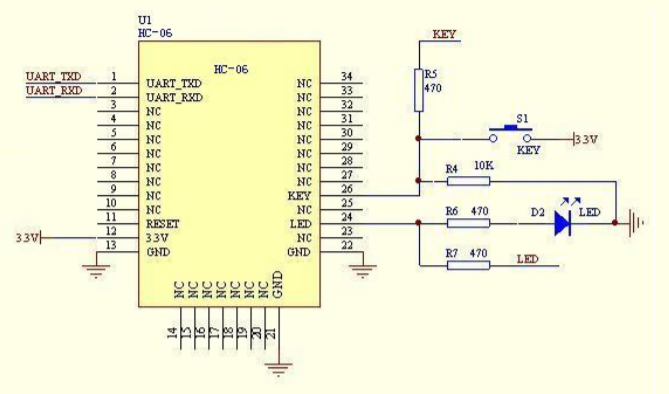 U1
HC-06
KEY
HC-06
UART_TXD 1 UART_TXD NC 34
UART_RXD 2 UART_RXD NC 33
3 NC NC 32
4 NC NC 31
5 NC NC 30
6 NC NC 29
7 NC NC 28
8 NC NC 27
9 NC KEY 26
10 NC NC 25
11 RESET LED 24
3.3V 12 3.3V NC 23
13 GND GND 22
R5
470
S1
KEY
3.3V
R4 10K
R6 470 D2 LED
R7 470 LED
NC NC NC NC NC NC NC GND
14 15 16 17 18 19 20 21